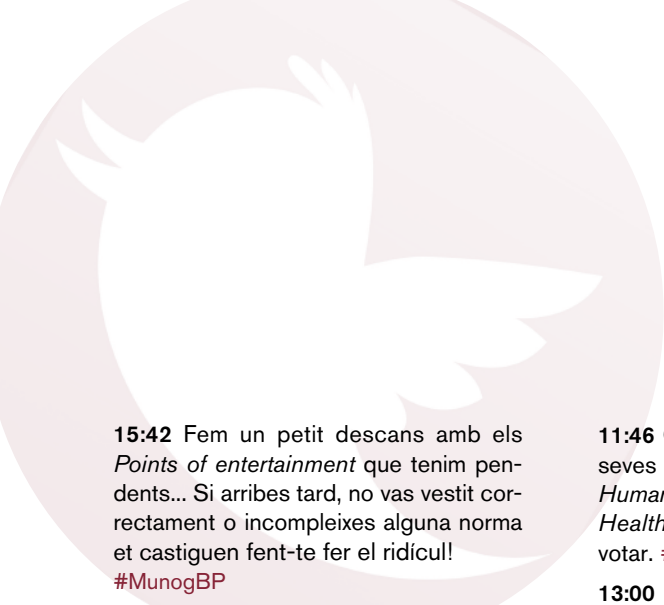 15:42 Fem un petit descans amb els
Points of entertainment que tenim pen-
dents... Si arribes tard, no vas vestit cor-
rectament o incompleixes alguna norma
et castiguen fent-te fer el ridícul!
#MunogBP
11:46
seves
Human
Health
votar.
13:00